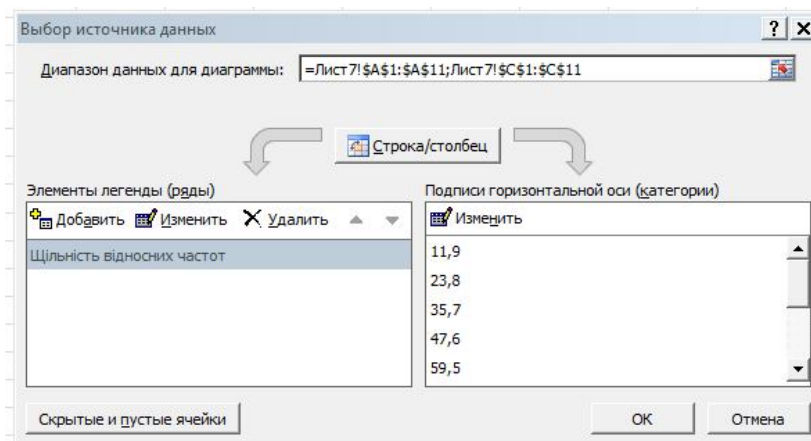 Выбор источника данных
Диапазон данных для диаграммы: =Лист7!$A$1:$A$11;Лист7!$C$1:$C$11
Строка/столбец
Элементы легенды (ряды)
Добавить Изменить Удалить
Щільність відносних частот
Подписи горизонтальной оси (категории)
Изменить
11,9
23,8
35,7
47,6
59,5
Скрытые и пустые ячейки
ОК Отмена